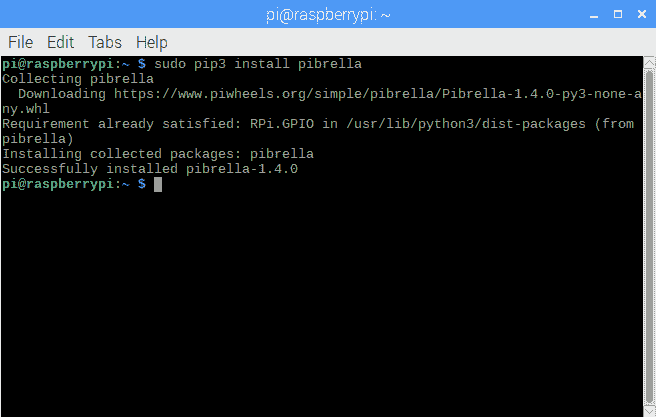 pi@raspberrypi: ~
File Edit Tabs Help
pi@raspberrypi:~ $ sudo pip3 install pibrella
Collecting pibrella
  Downloading https://www.piwheels.org/simple/pibrella/Pibrella-1.4.0-py3-none-a
ny.whl
Requirement already satisfied: RPi.GPIO in /usr/lib/python3/dist-packages (from
pibrella)
Installing collected packages: pibrella
Successfully installed pibrella-1.4.0
pi@raspberrypi:~ $